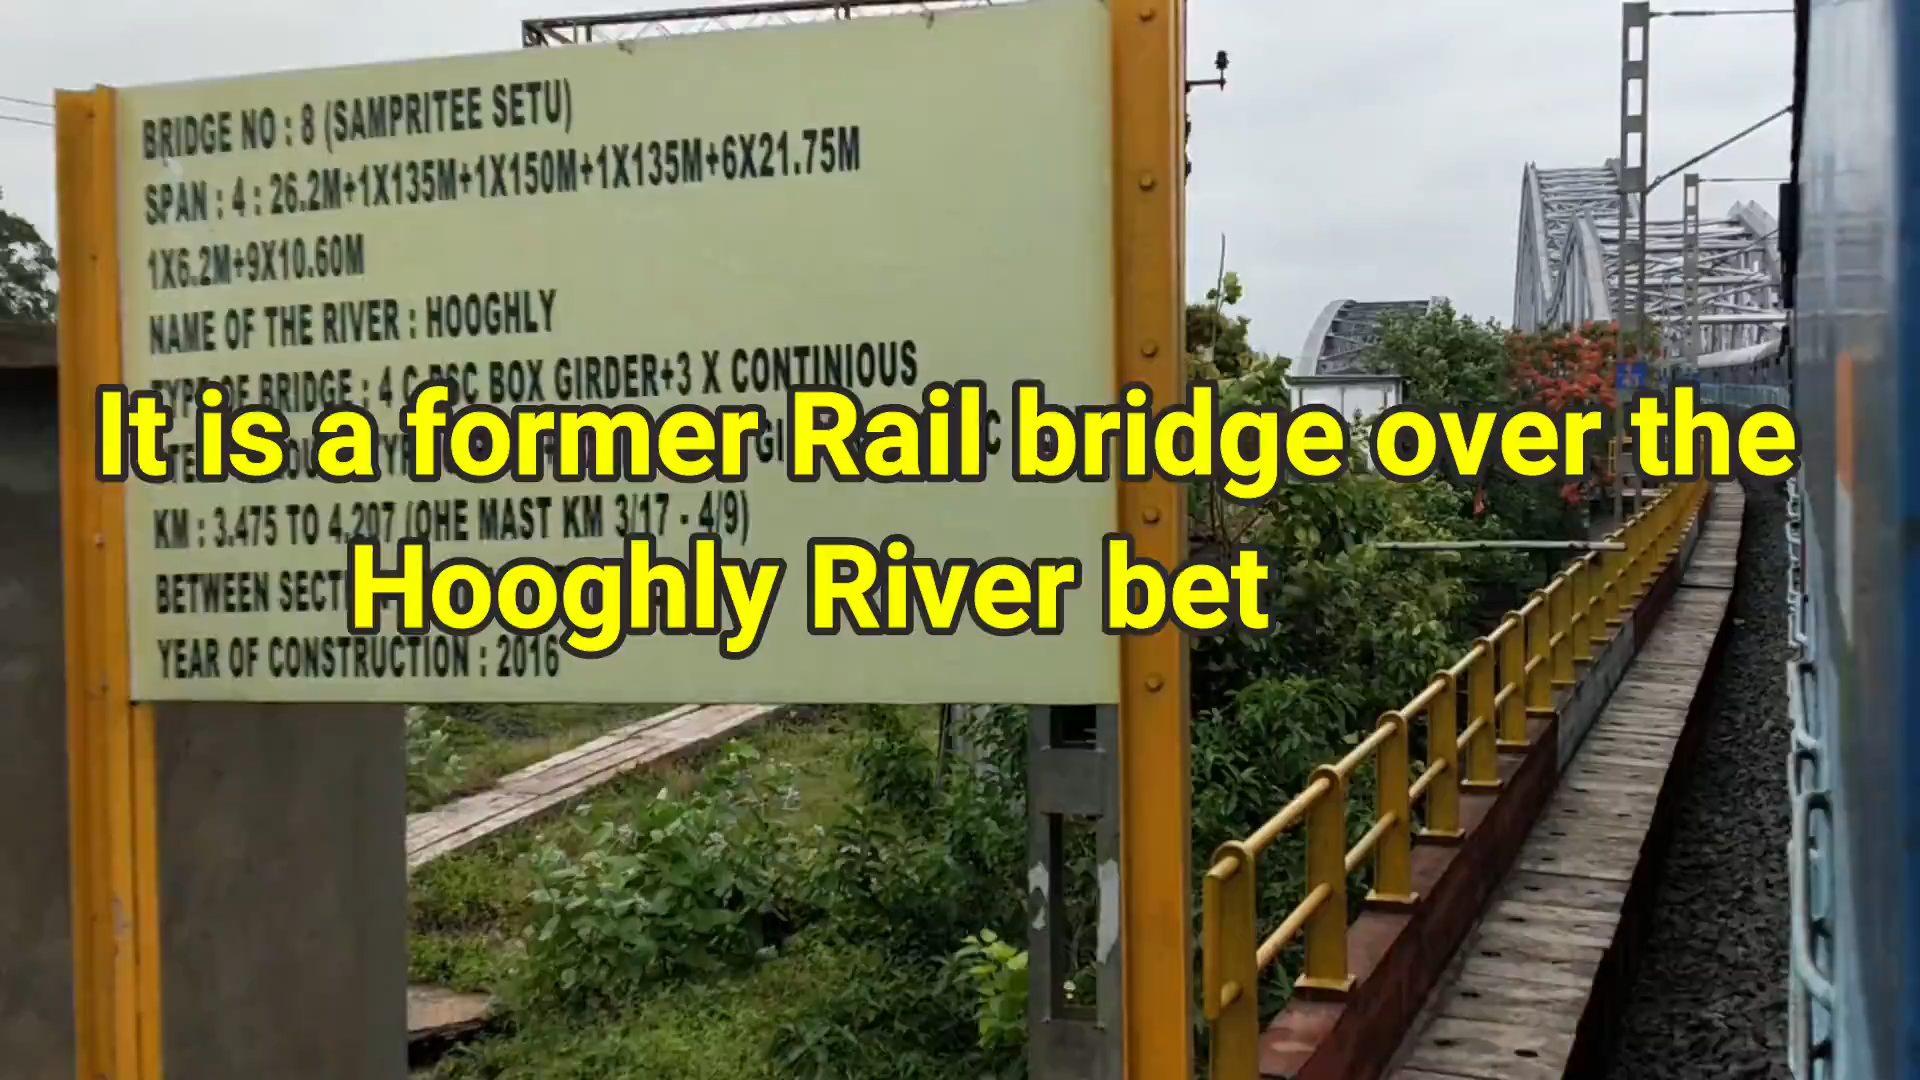 BRIDGE NO : 8 (SAMPRITEE SETU)
SPAN : 4 : 26.2M+1X135M+1X150M+1X135M+6X21.75M
1X6.2M+9X10.60M
NAME OF THE RIVER : HOOGHLY
TYPE OF BRIDGE : 4 C PSC BOX GIRDER+3 X CONTINIOUS
It is a former Rail bridge over the
KM : 3.475 TO 4.207 (OHE MAST KM 3/17 - 4/9)
Hooghly River bet
BETWEEN
YEAR OF CONSTRUCTION : 2016